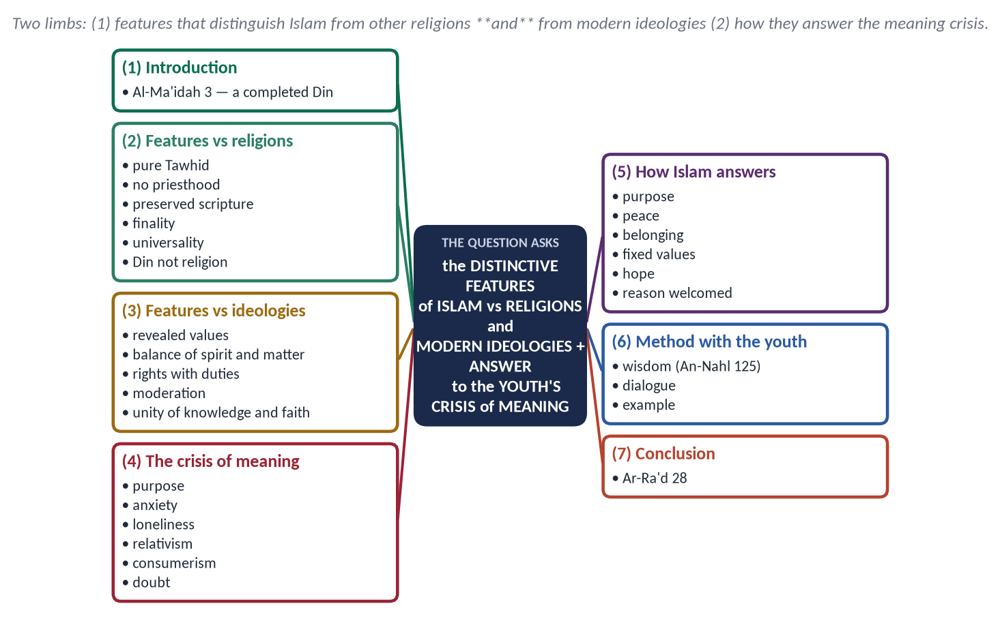 Two limbs: (1) features that distinguish Islam from other religions **and** from modern ideologies (2) how they answer the meaning crisis.
(1) Introduction
• Al-Ma'idah 3 — a completed Din
(2) Features vs religions
• pure Tawhid
• no priesthood
• preserved scripture
• finality
• universality
• Din not religion
(3) Features vs ideologies
• revealed values
• balance of spirit and matter
• rights with duties
• moderation
• unity of knowledge and faith
(4) The crisis of meaning
• purpose
• anxiety
• loneliness
• relativism
• consumerism
• doubt
THE QUESTION ASKS
the DISTINCTIVE
FEATURES
of ISLAM vs RELIGIONS
and
MODERN IDEOLOGIES +
ANSWER
to the YOUTH'S
CRISIS of MEANING
(5) How Islam answers
• purpose
• peace
• belonging
• fixed values
• hope
• reason welcomed
(6) Method with the youth
• wisdom (An-Nahl 125)
• dialogue
• example
(7) Conclusion
• Ar-Ra'd 28